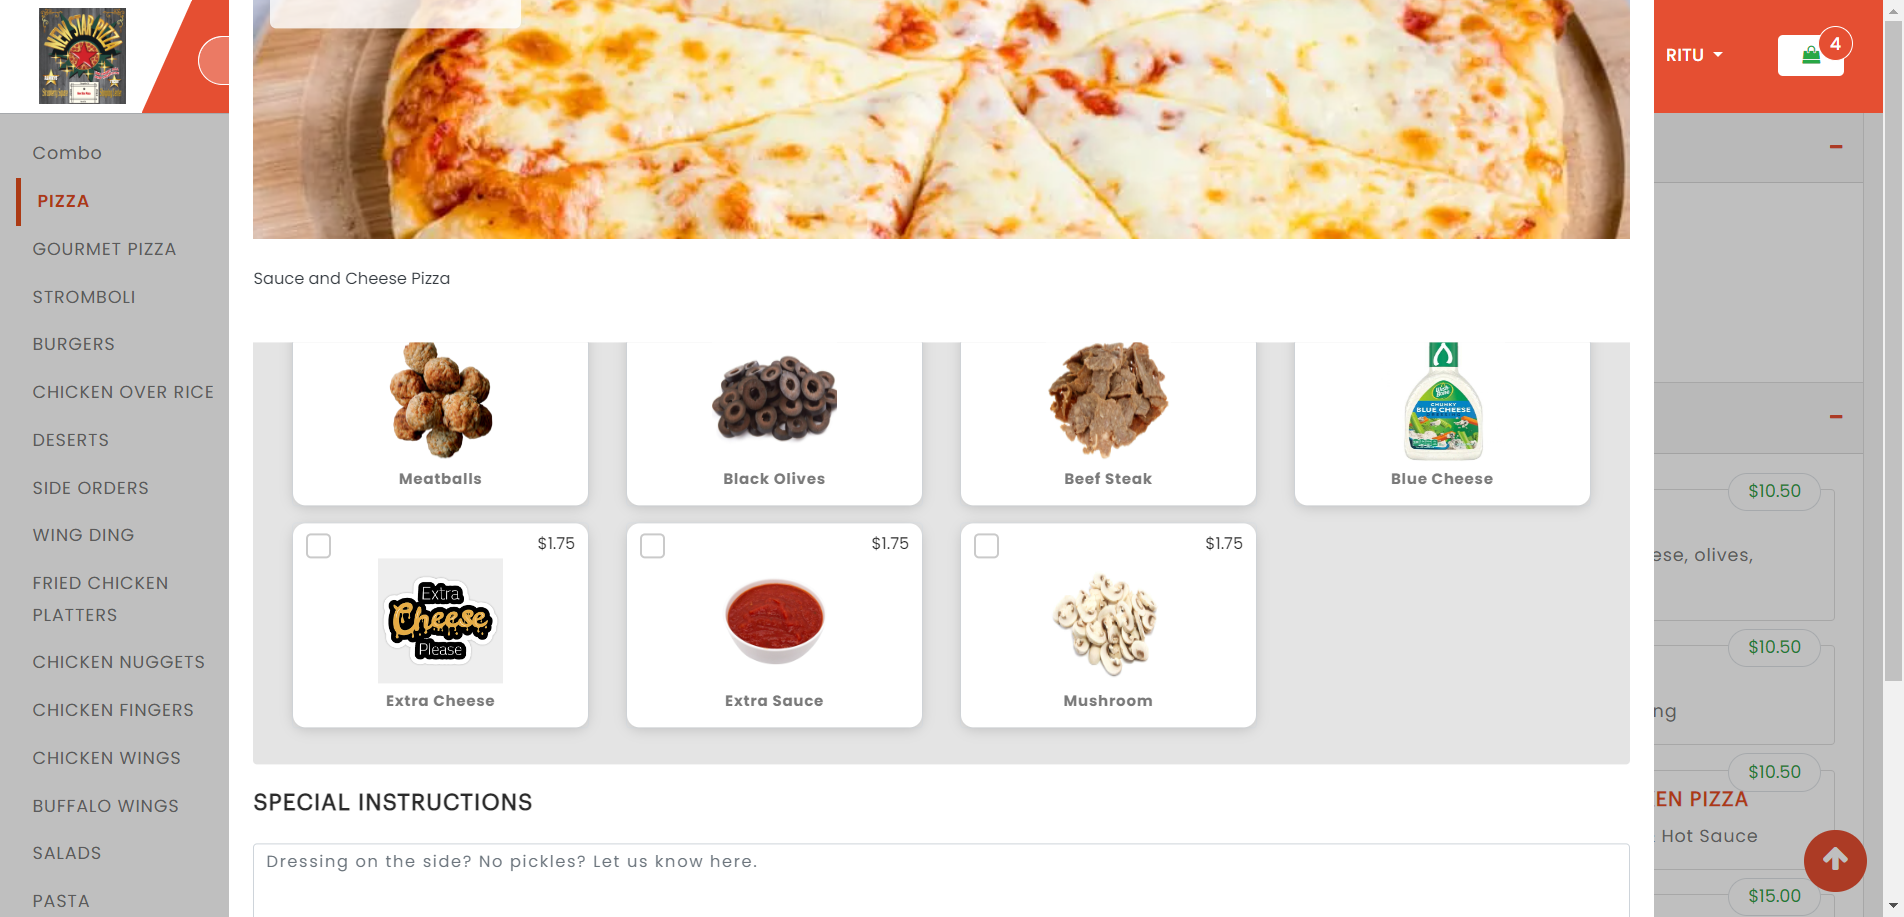 NEW STAR PIZZA
RITU
4
Combo
PIZZA
GOURMET PIZZA
STROMBOLI
BURGERS
CHICKEN OVER RICE
DESERTS
SIDE ORDERS
WING DING
FRIED CHICKEN
PLATTERS
CHICKEN NUGGETS
CHICKEN FINGERS
CHICKEN WINGS
BUFFALO WINGS
SALADS
PASTA
Sauce and Cheese Pizza
Meatballs
Black Olives
CHUNKY
BLUE CHEESE
Beef Steak
Blue Cheese
$1.75
Extra
Cheese
Please
Extra Cheese
$1.75
Extra Sauce
$1.75
Mushroom
SPECIAL INSTRUCTIONS
Dressing on the side? No pickles? Let us know here.
$10.50
ese, olives,
$10.50
ng
$10.50
EN PIZZA
Hot Sauce
$15.00